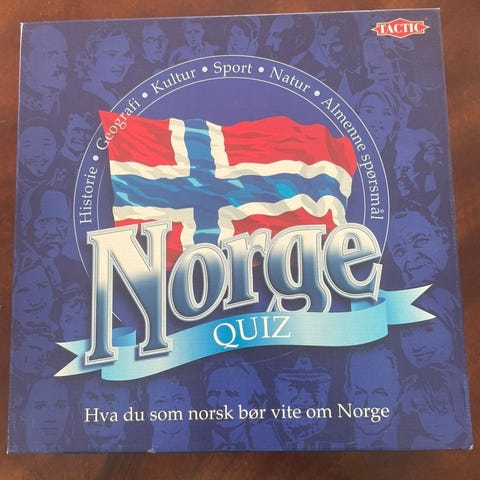 TACTIC
Historie • Geografi • Kultur • Sport • Natur • Almenne spørsmål
Norge
QUIZ
Hva du som norsk bør vite om Norge